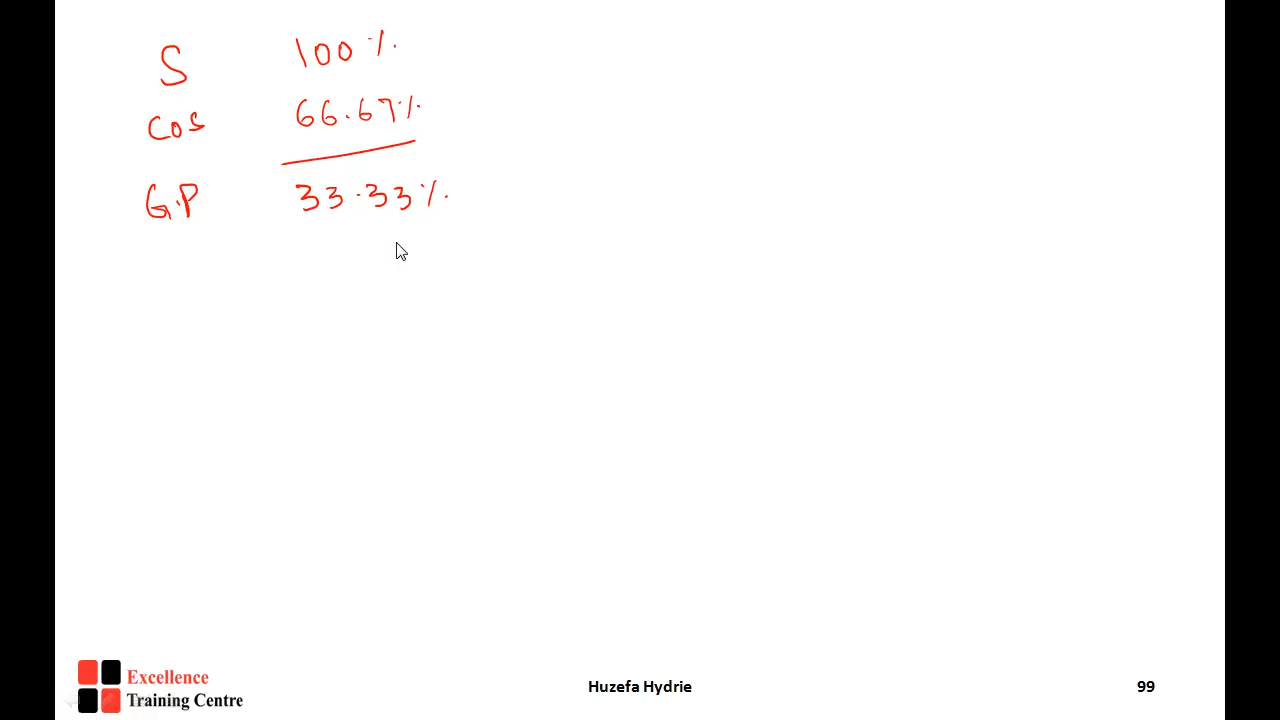 S 100%
COS 66.67%
G.P 33.33%
Excellence
Training Centre
Huzefa Hydrie
99